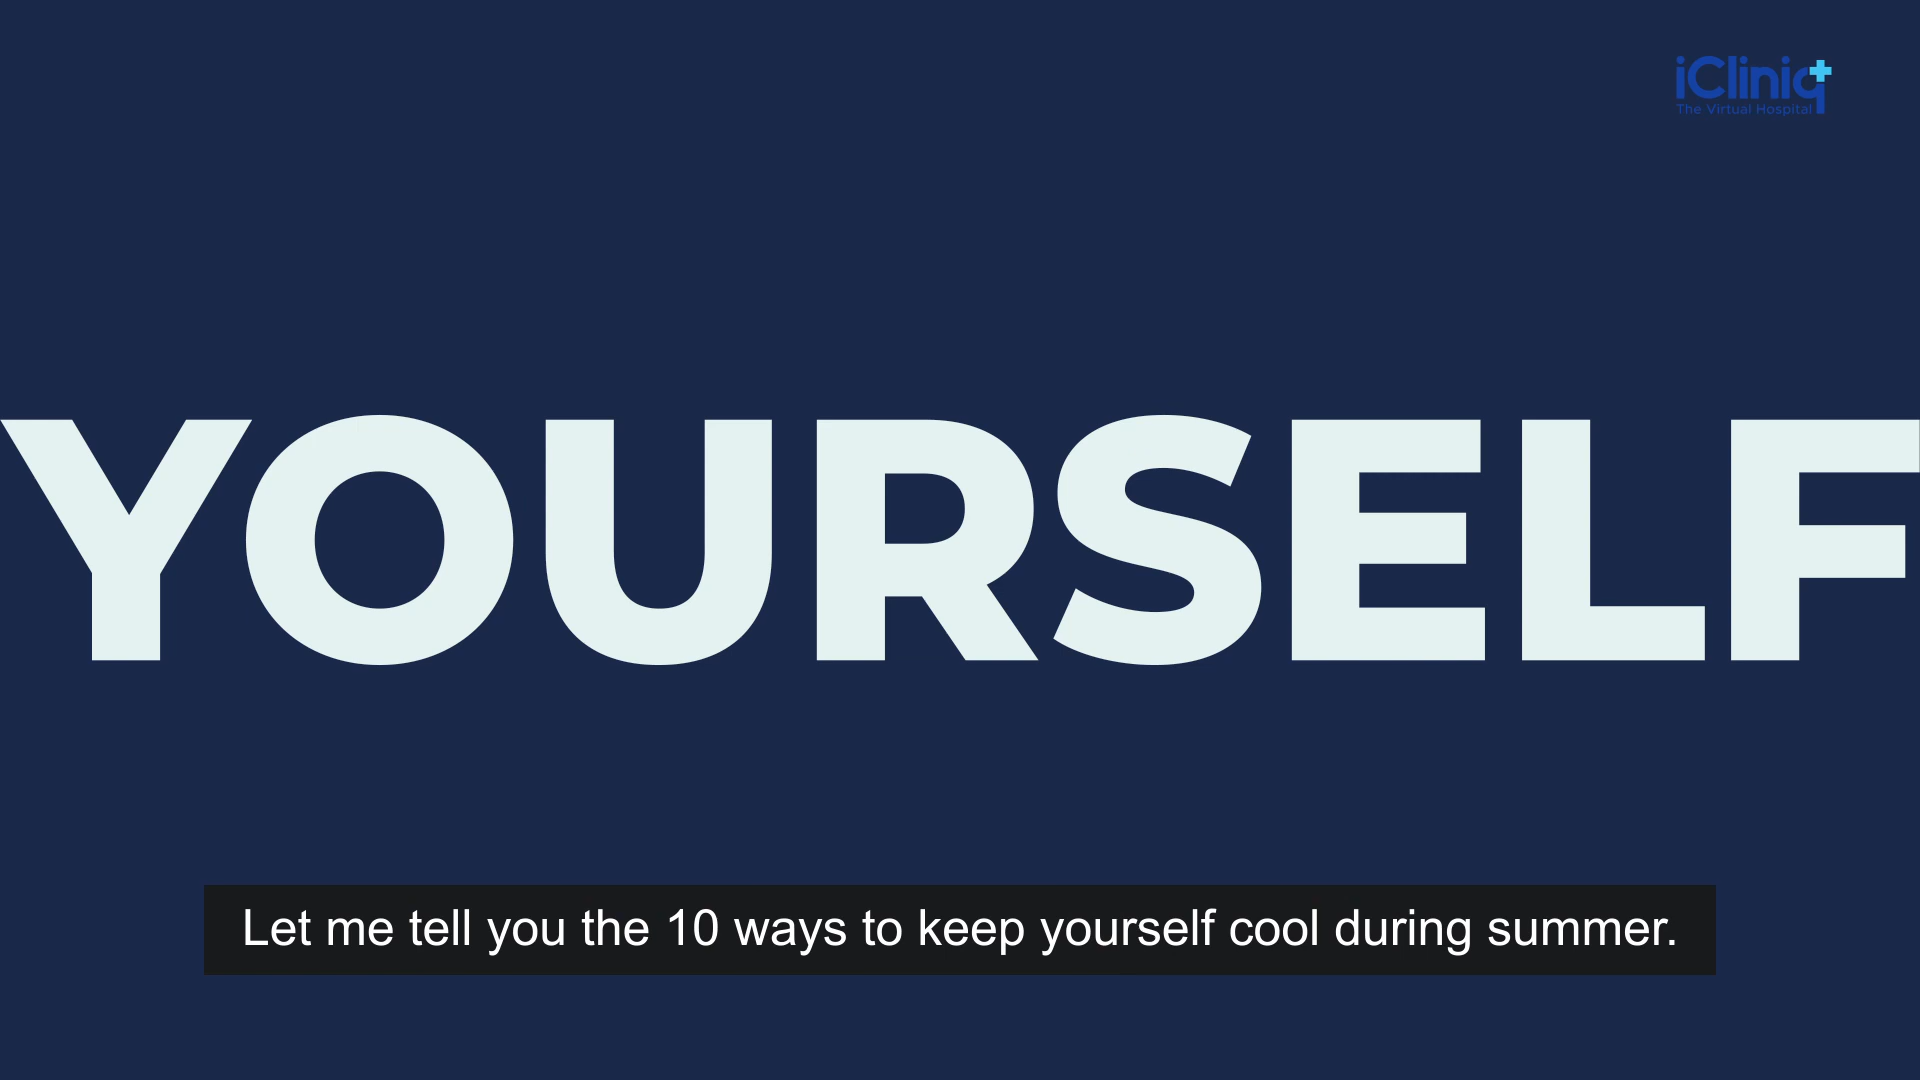 iCliniq
The Virtual Hospital
YOURSELF
Let me tell you the 10 ways to keep yourself cool during summer.